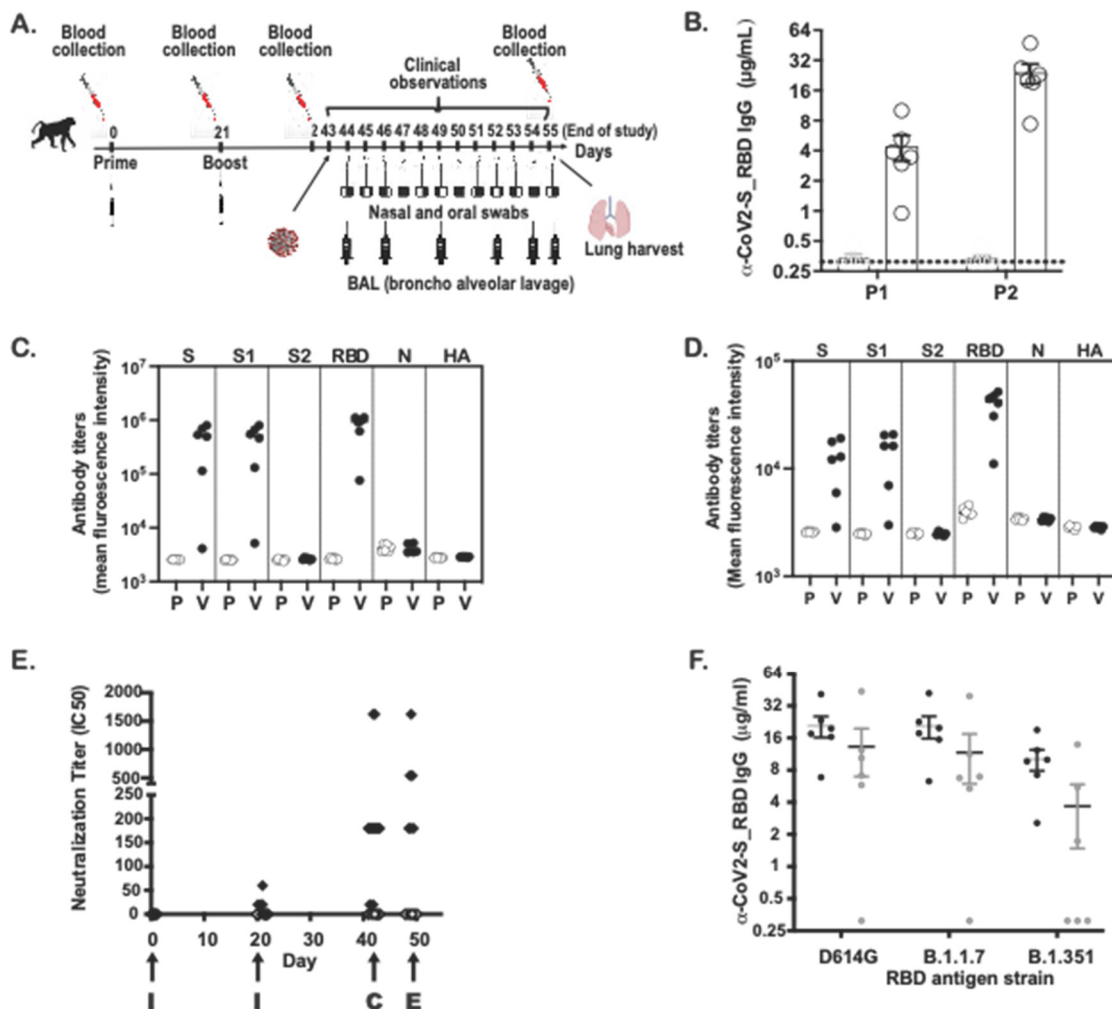 A.
Blood
collection
Blood
collection
Blood
collection
Blood
collection
Clinical
observations
0 21 2 43 44 45 46 47 48 49 50 51 52 53 54 55 (End of study)
Prime Boost Days
Nasal and oral swabs
Lung harvest
BAL (broncho alveolar lavage)
B.
α-CoV2-S_RBD IgG (µg/mL)
64
32
16
8
4
2
1
0.5
0.25
P1 P2
C.
S S1 S2 RBD N HA
Antibody titers
(mean fluroescence intensity)
10⁷
10⁶
10⁵
10⁴
10³
P V P V P V P V P V P V
D.
S S1 S2 RBD N HA
Antibody titers
(Mean fluorescence intensity)
10⁵
10⁴
10³
P V P V P V P V P V P V
E.
Neutralization Titer (IC50)
2000
1500
1000
500
250
200
150
100
50
0
0 10 20 30 40 50
Day
I I C E
F.
α-CoV2-S_RBD IgG (µg/ml)
64
32
16
8
4
2
1
0.5
0.25
D614G B.1.1.7 B.1.351
RBD antigen strain